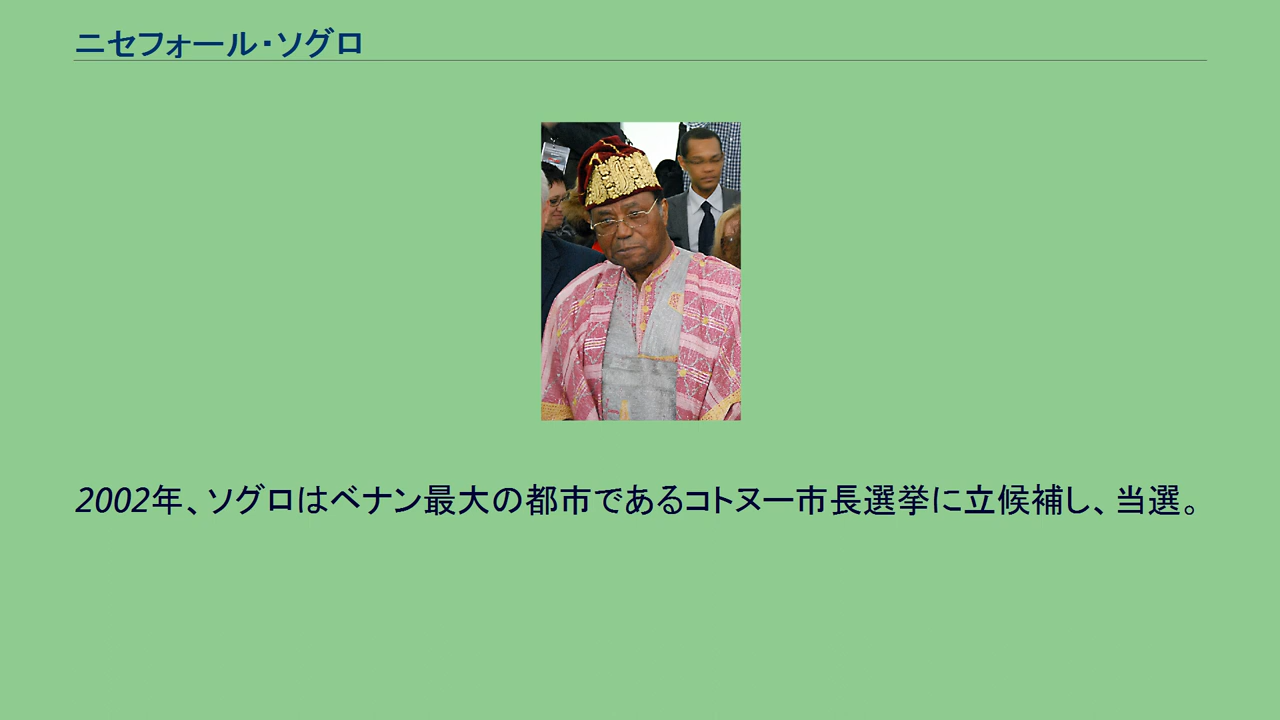 ニセフォール・ソグロ
2002年、ソグロはベナン最大の都市であるコトヌー市長選挙に立候補し、当選。